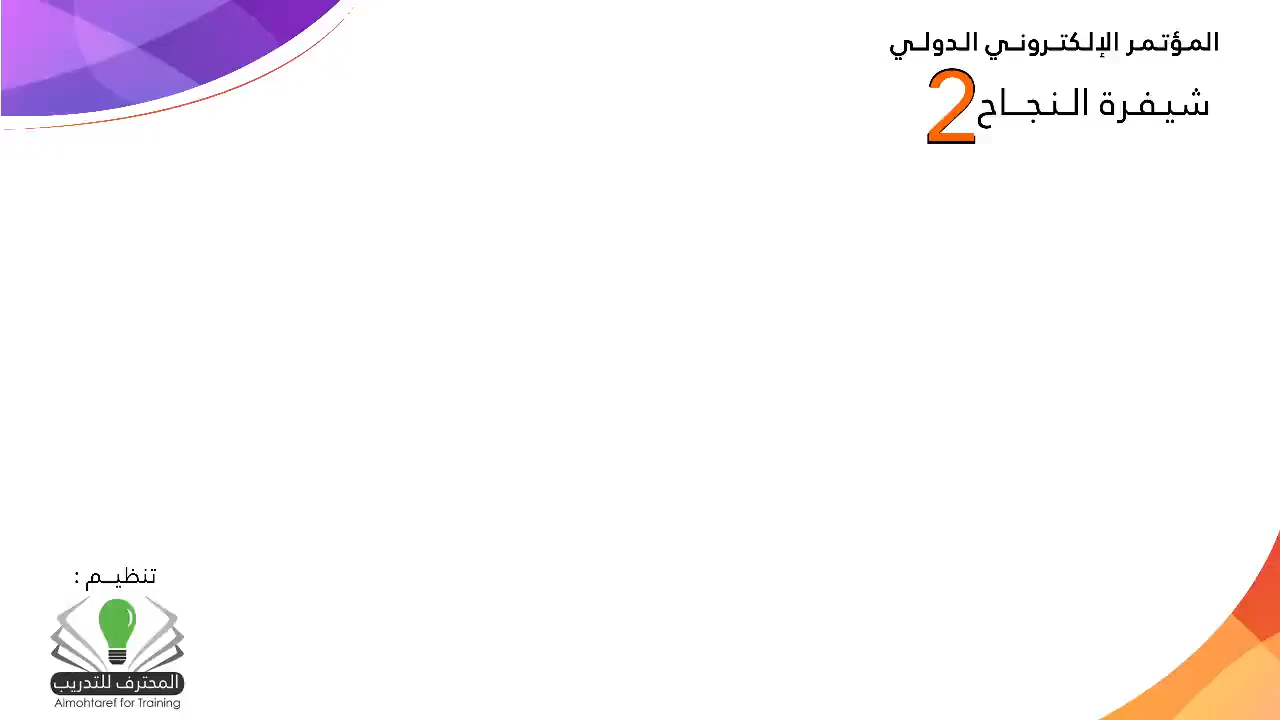 المؤتمر الإلكتروني الدولي
شيفرة النجاح 2
تنظيم :
المحترف للتدريب
Almohtaref for Training